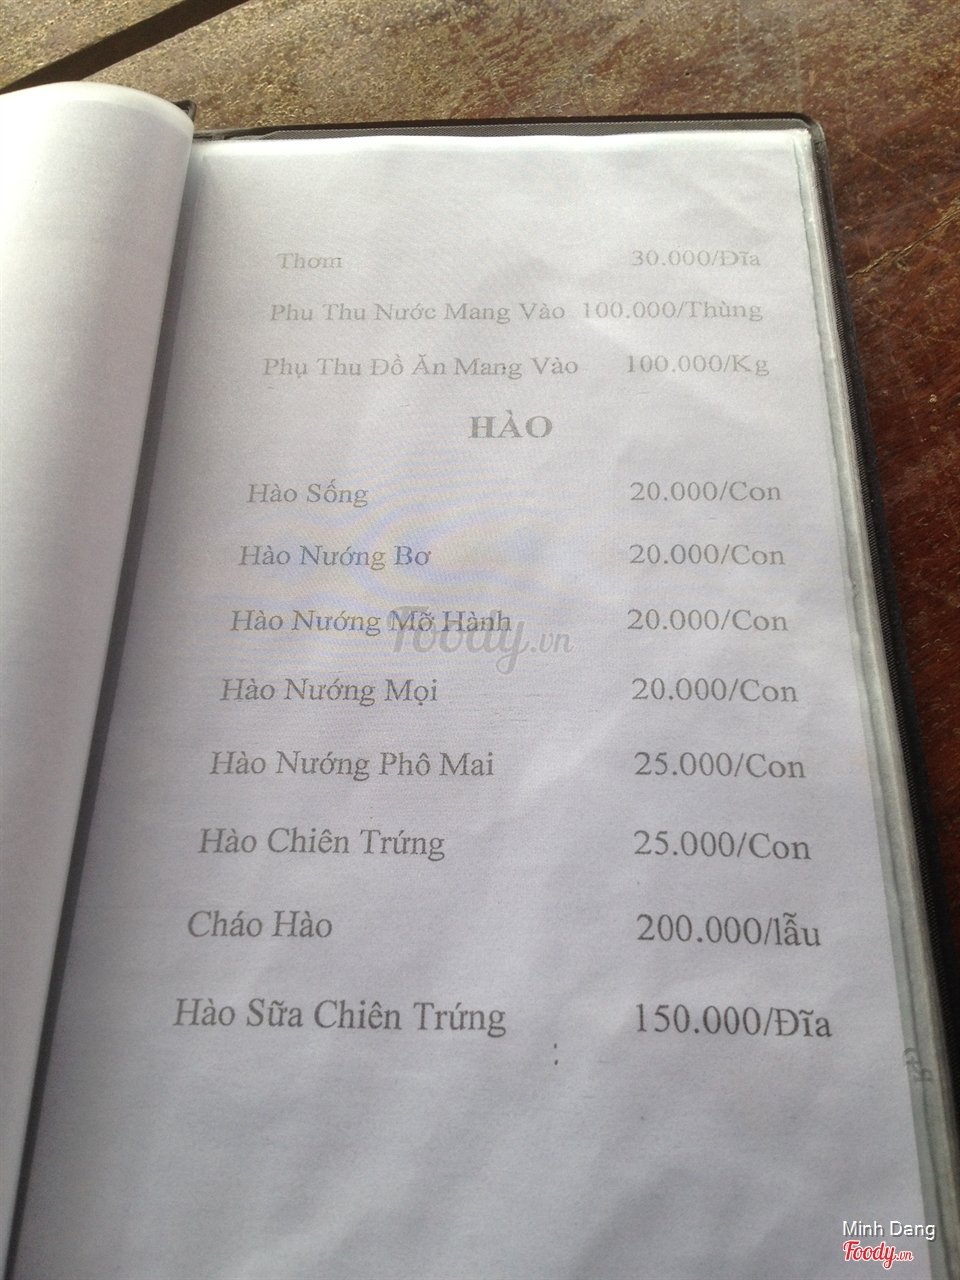 Thơm 30.000/Đĩa
Phu Thu Nước Mang Vào 100.000/Thùng
Phụ Thu Đồ Ăn Mang Vào 100.000/Kg
HÀO
Hào Sống 20.000/Con
Hào Nướng Bơ 20.000/Con
Hào Nướng Mỡ Hành 20.000/Con
Foody.vn
Hào Nướng Mọi 20.000/Con
Hào Nướng Phô Mai 25.000/Con
Hào Chiên Trứng 25.000/Con
Cháo Hào 200.000/lẫu
Hào Sữa Chiên Trứng 150.000/Đĩa
Minh Dang
Foody.vn